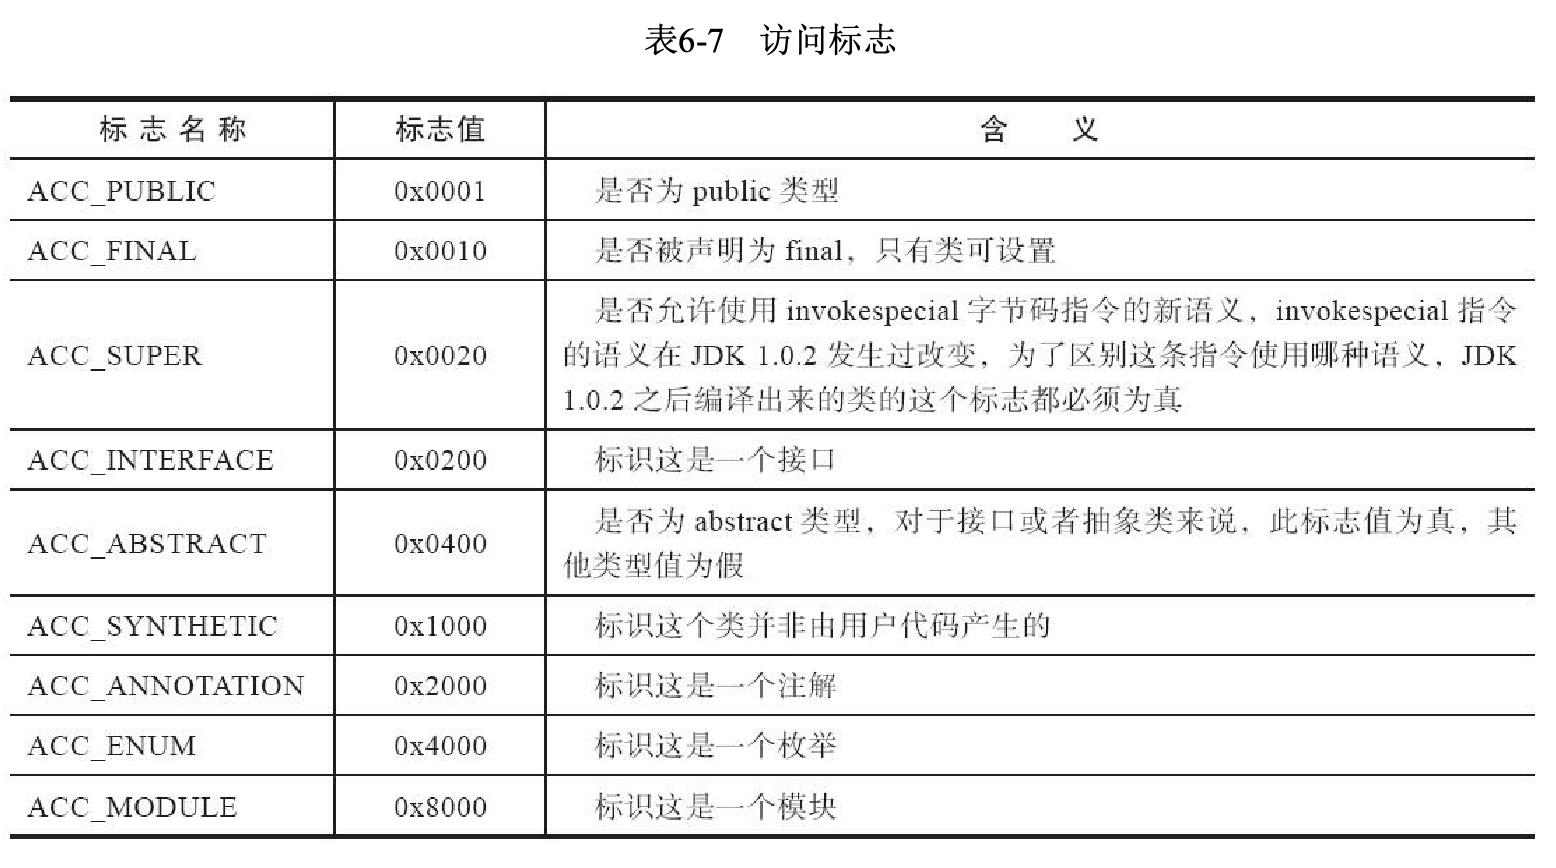 表6-7 访问标志
标志名称 标志值 含 义
ACC_PUBLIC 0x0001 是否为 public 类型
ACC_FINAL 0x0010 是否被声明为 final，只有类可设置
ACC_SUPER 0x0020 是否允许使用 invokespecial 字节码指令的新语义，invokespecial 指令
的语义在 JDK 1.0.2 发生过改变，为了区别这条指令使用哪种语义，JDK
1.0.2 之后编译出来的类的这个标志都必须为真
ACC_INTERFACE 0x0200 标识这是一个接口
ACC_ABSTRACT 0x0400 是否为 abstract 类型，对于接口或者抽象类来说，此标志值为真，其
他类型值为假
ACC_SYNTHETIC 0x1000 标识这个类并非由用户代码产生的
ACC_ANNOTATION 0x2000 标识这是一个注解
ACC_ENUM 0x4000 标识这是一个枚举
ACC_MODULE 0x8000 标识这是一个模块